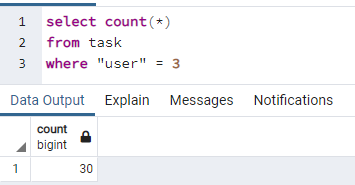 1 select count(*)
2 from task
3 where "user" = 3
Data Output Explain Messages Notifications
count
bigint
1 30